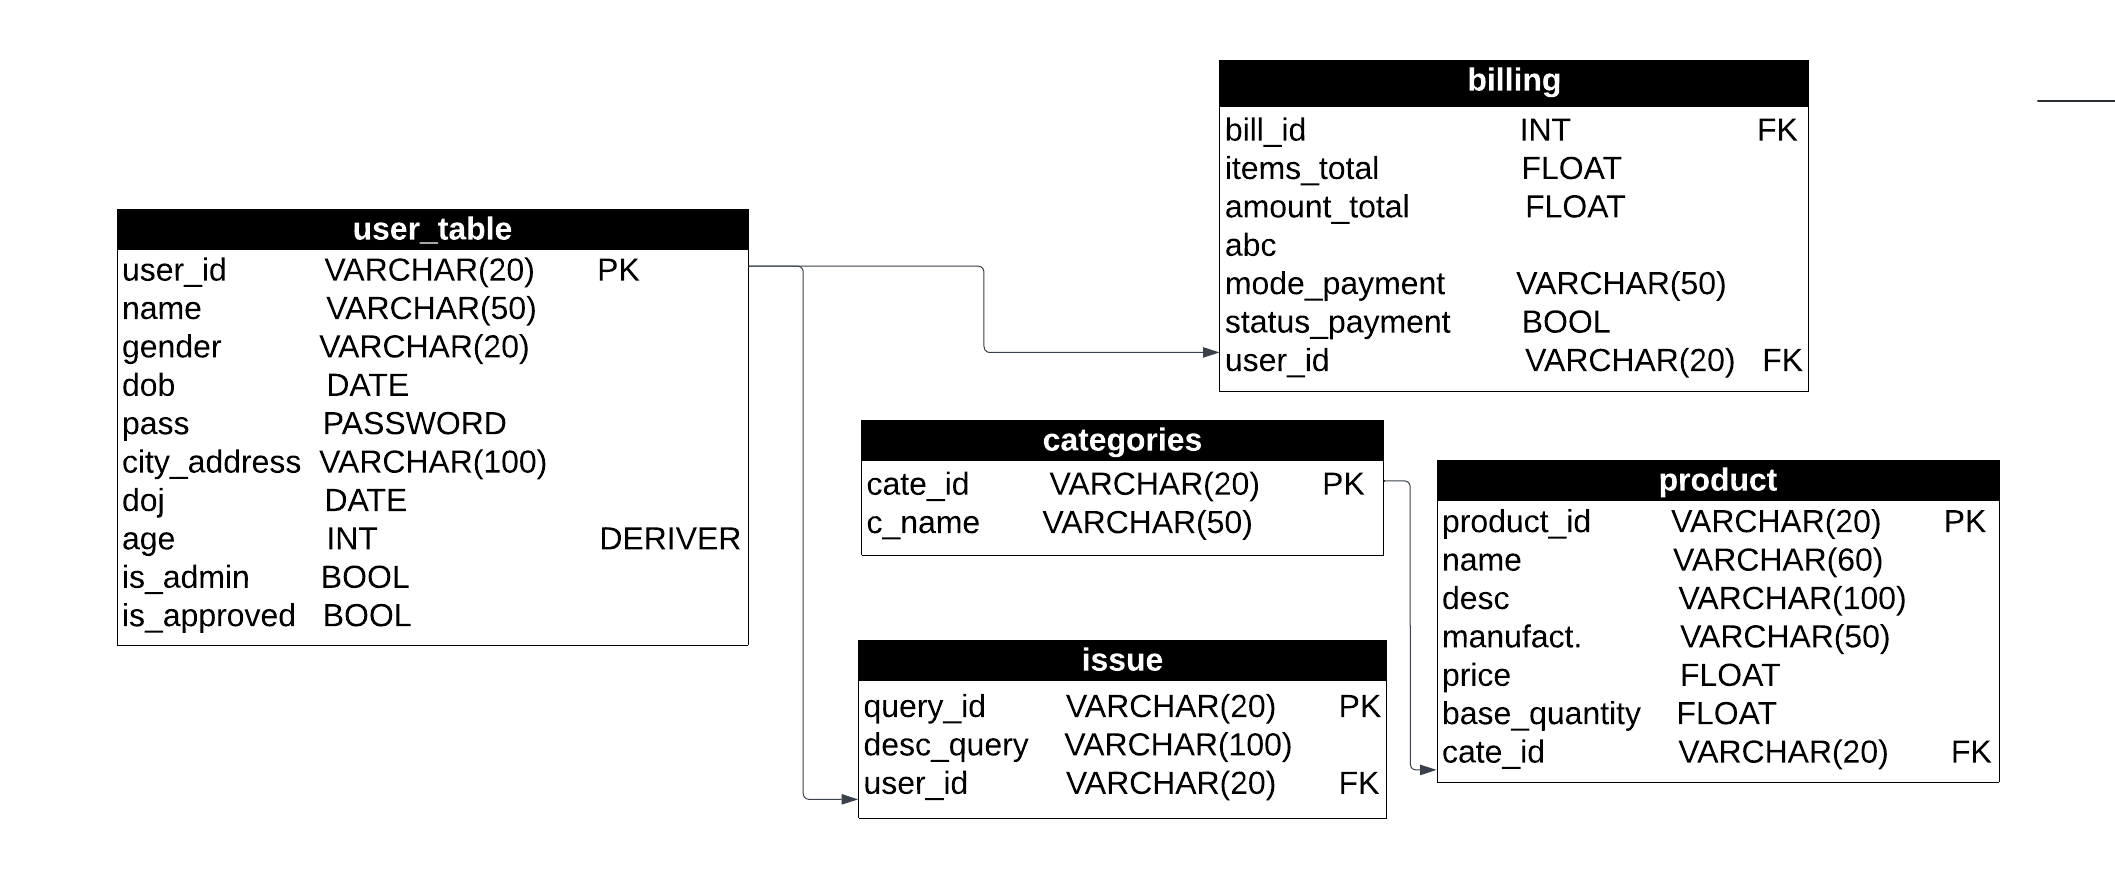 billing
bill_id INT FK
items_total FLOAT
amount_total FLOAT
abc
mode_payment VARCHAR(50)
status_payment BOOL
user_id VARCHAR(20) FK
user_table
user_id VARCHAR(20) PK
name VARCHAR(50)
gender VARCHAR(20)
dob DATE
pass PASSWORD
city_address VARCHAR(100)
doj DATE
age INT DERIVER
is_admin BOOL
is_approved BOOL
categories
cate_id VARCHAR(20) PK
c_name VARCHAR(50)
product
product_id VARCHAR(20) PK
name VARCHAR(60)
desc VARCHAR(100)
manufact. VARCHAR(50)
price FLOAT
base_quantity FLOAT
cate_id VARCHAR(20) FK
issue
query_id VARCHAR(20) PK
desc_query VARCHAR(100)
user_id VARCHAR(20) FK